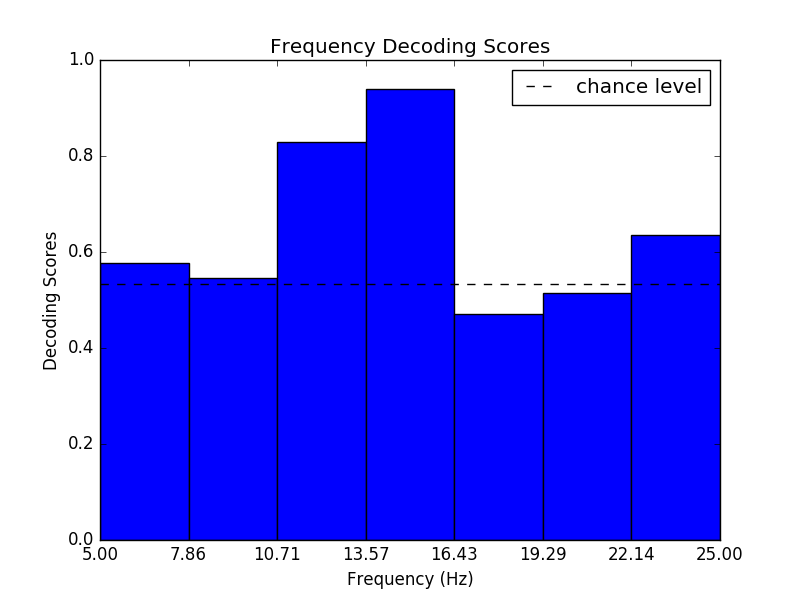 Frequency Decoding Scores
chance level
1.0
0.8
0.6
0.4
0.2
0.0
Decoding Scores
5.00 7.86 10.71 13.57 16.43 19.29 22.14 25.00
Frequency (Hz)